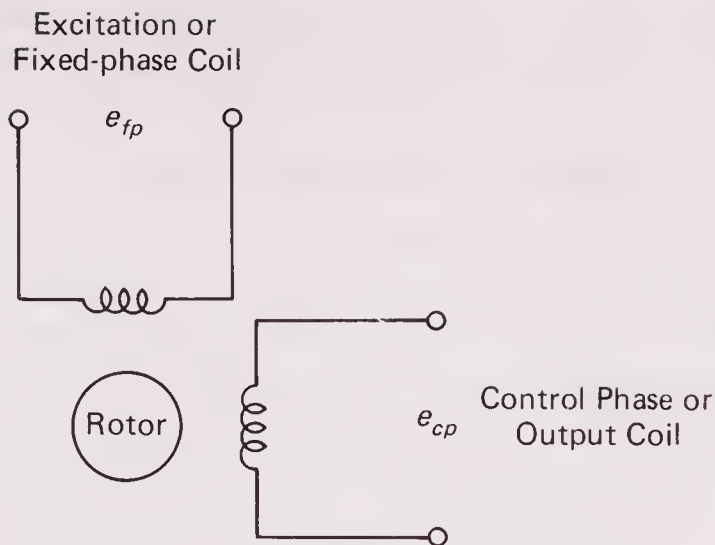 Excitation or
Fixed-phase Coil
e_fp
Rotor
e_cp
Control Phase or
Output Coil